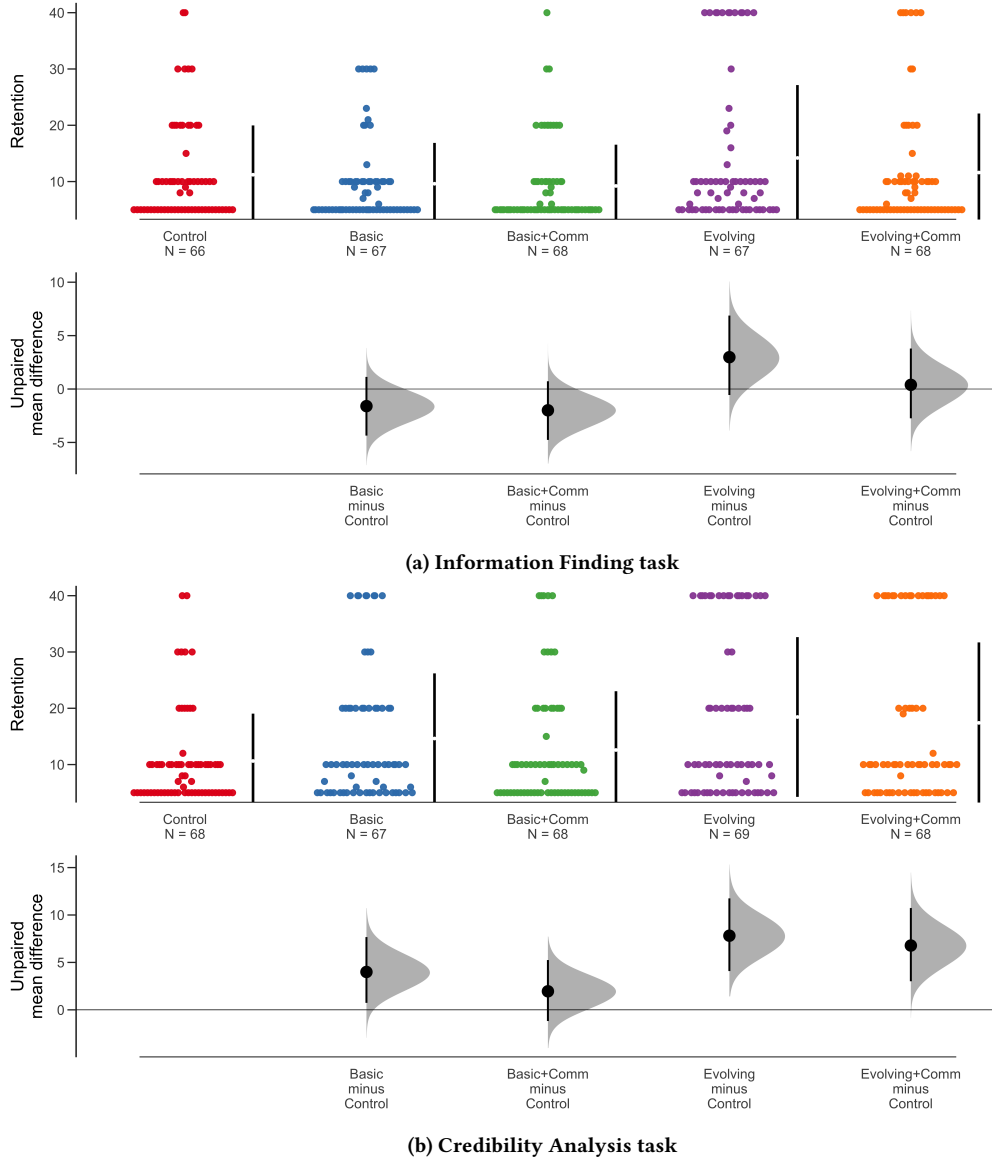 40
30
20
10
Retention
Control
N = 66
Basic
N = 67
Basic+Comm
N = 68
Evolving
N = 67
Evolving+Comm
N = 68
10
5
0
-5
Unpaired
mean difference
Basic
minus
Control
Basic+Comm
minus
Control
Evolving
minus
Control
Evolving+Comm
minus
Control
(a) Information Finding task
40
30
20
10
Retention
Control
N = 68
Basic
N = 67
Basic+Comm
N = 68
Evolving
N = 69
Evolving+Comm
N = 68
15
10
5
0
Unpaired
mean difference
Basic
minus
Control
Basic+Comm
minus
Control
Evolving
minus
Control
Evolving+Comm
minus
Control
(b) Credibility Analysis task